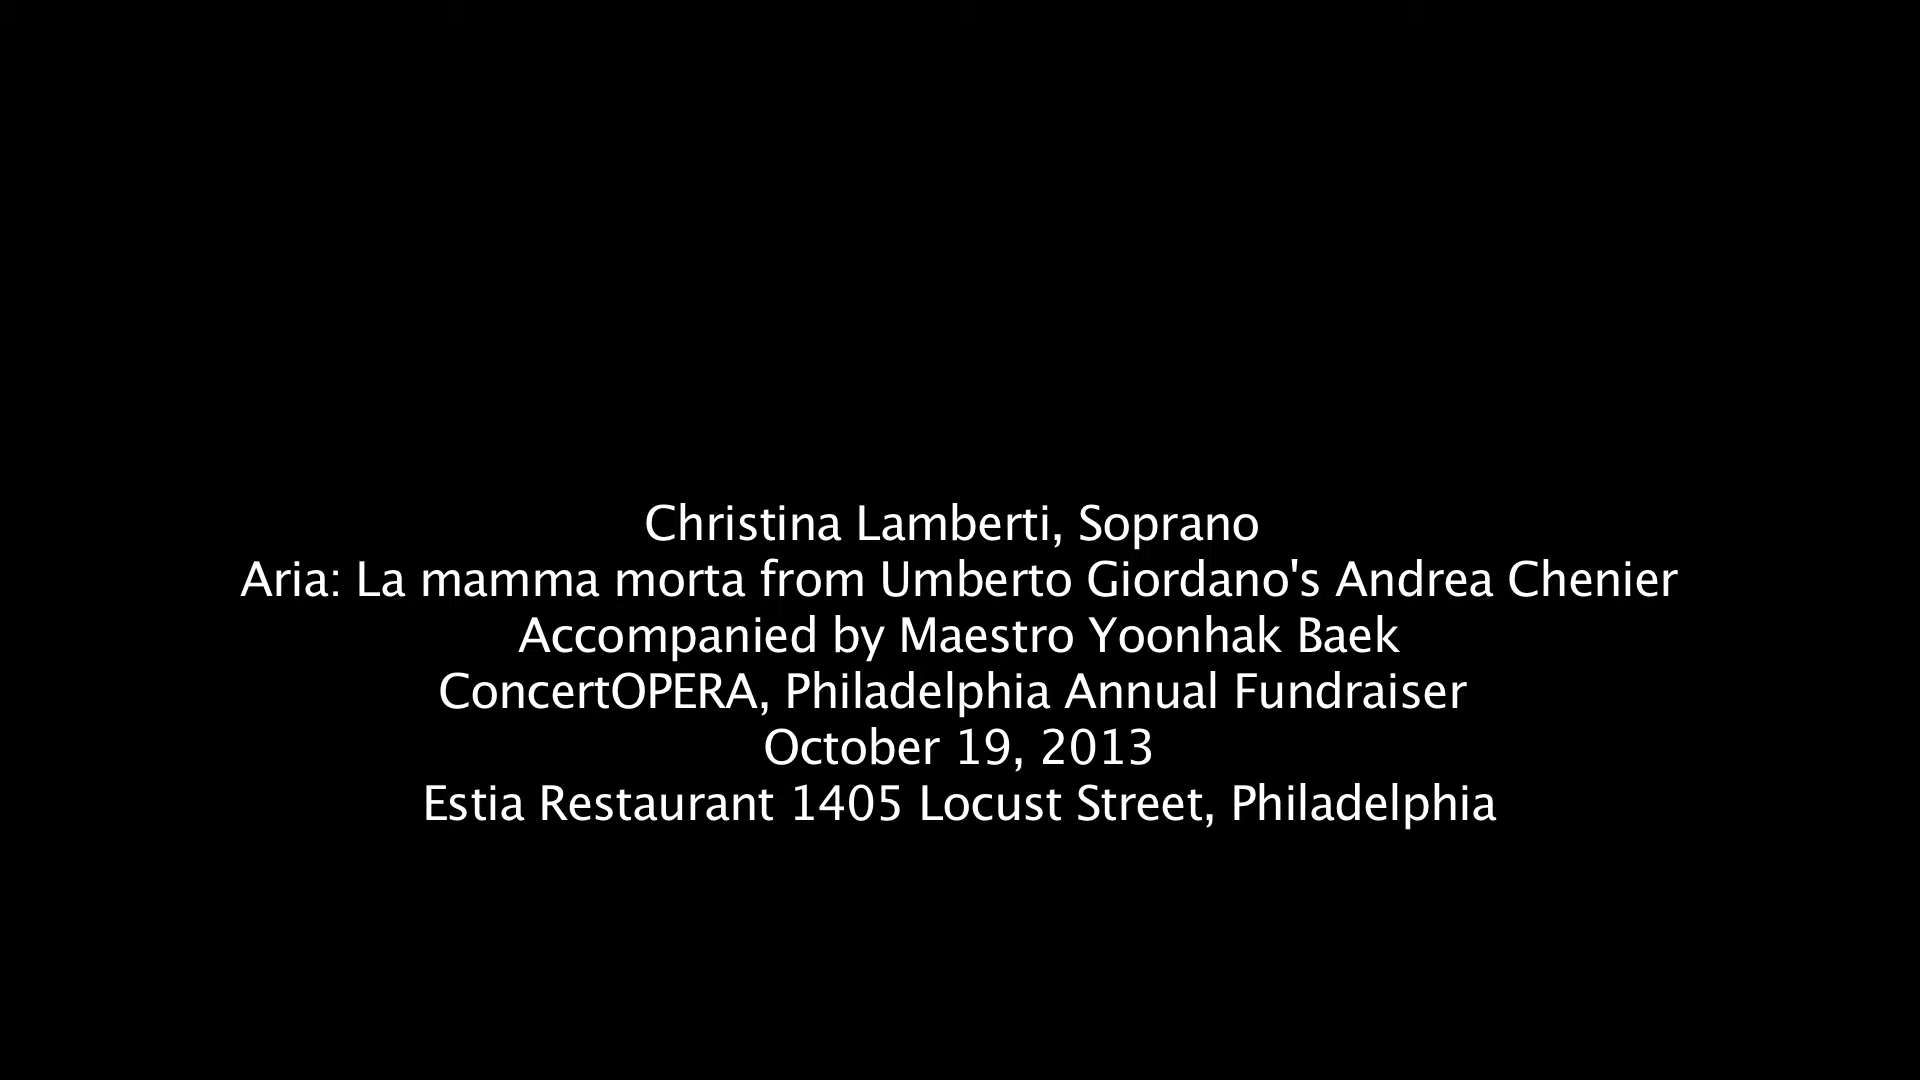 Christina Lamberti, Soprano
Aria: La mamma morta from Umberto Giordano's Andrea Chenier
Accompanied by Maestro Yoonhak Baek
ConcertOPERA, Philadelphia Annual Fundraiser
October 19, 2013
Estia Restaurant 1405 Locust Street, Philadelphia